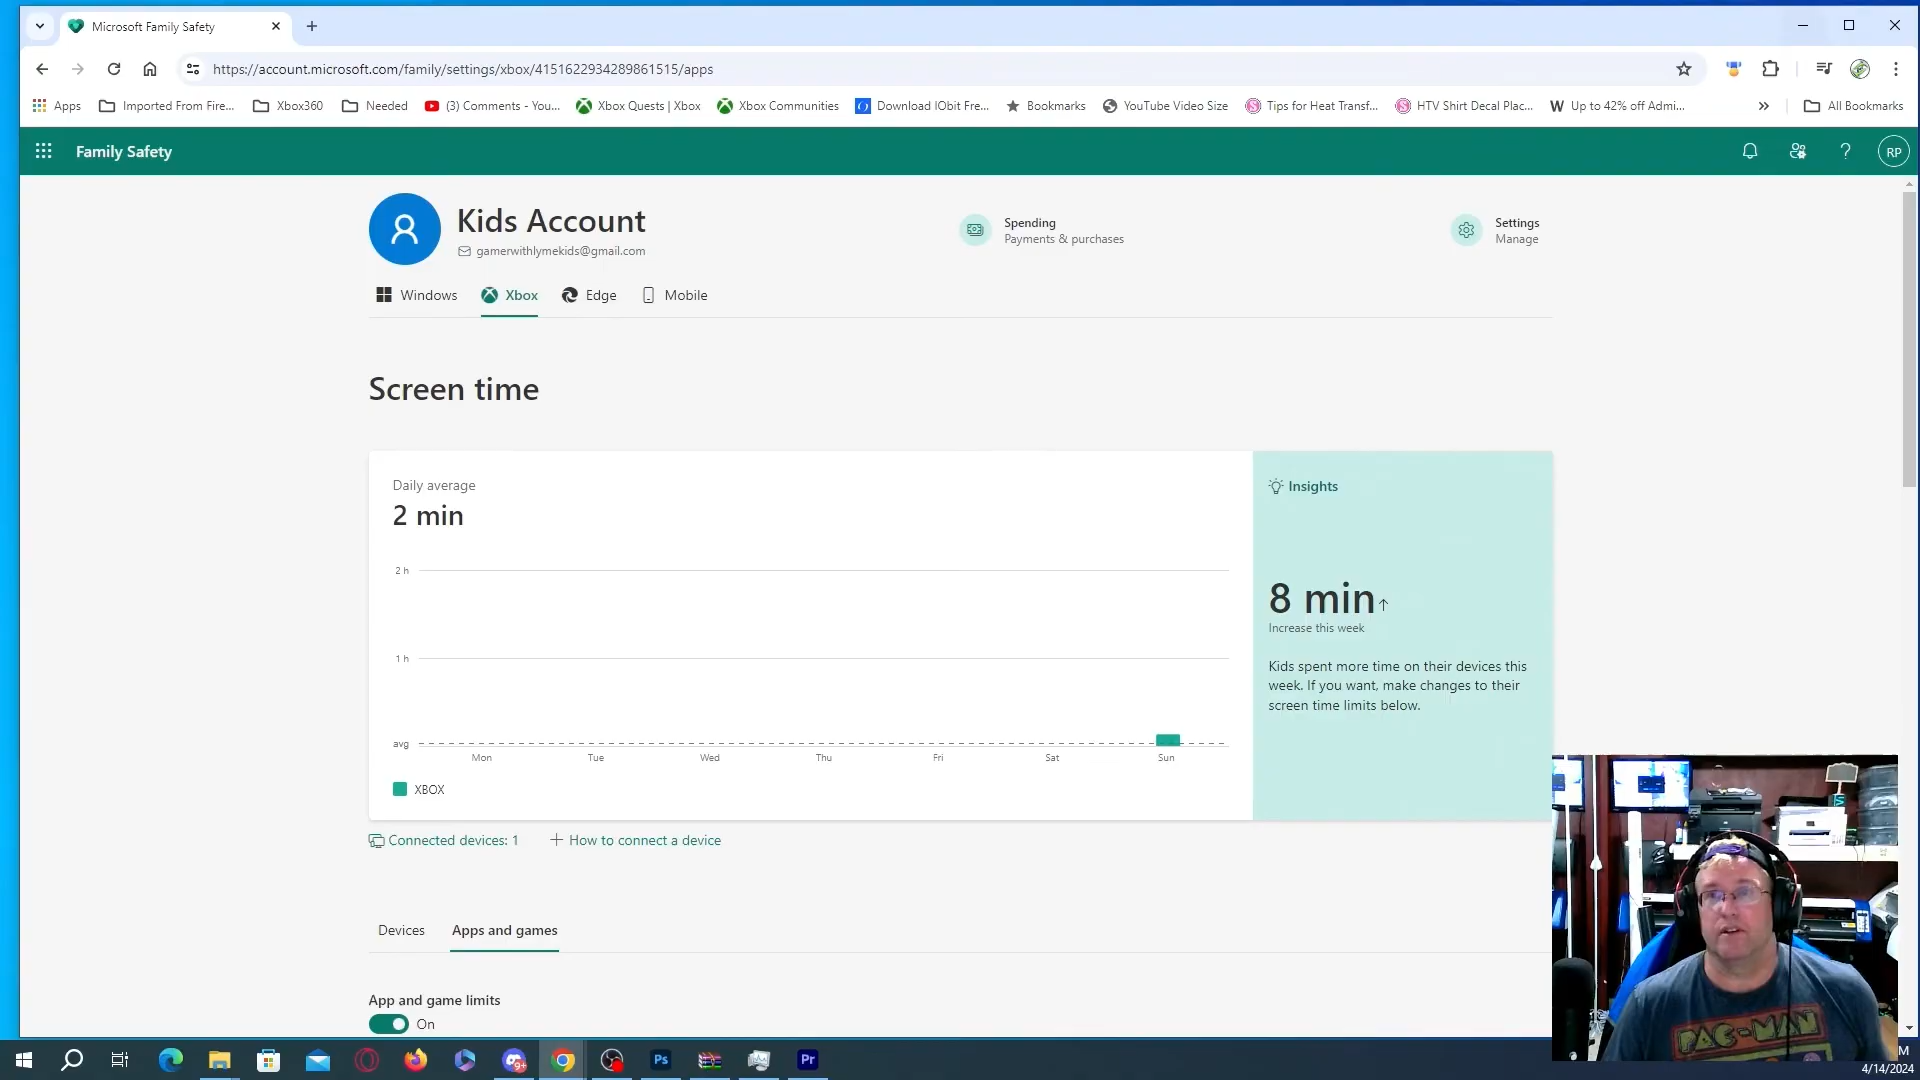 Microsoft Family Safety
https://account.microsoft.com/family/settings/xbox/4151622934289861515/apps
Apps
Imported From Fire...
Xbox360
Needed
(3) Comments - You...
Xbox Quests | Xbox
Xbox Communities
Download IObit Fre...
Bookmarks
YouTube Video Size
Tips for Heat Transf...
HTV Shirt Decal Plac...
Up to 42% off Admi...
All Bookmarks
Family Safety
RP
Kids Account
gamerwithlymekids@gmail.com
Spending
Payments & purchases
Settings
Manage
Windows
Xbox
Edge
Mobile
Screen time
Daily average
2 min
2 h
1 h
avg
Mon
Tue
Wed
Thu
Fri
Sat
Sun
XBOX
Insights
8 min
Increase this week
Kids spent more time on their devices this
week. If you want, make changes to their
screen time limits below.
Connected devices: 1
How to connect a device
Devices
Apps and games
App and game limits
On
PAC-MAN
9+
Ps
Pr
M
4/14/2024